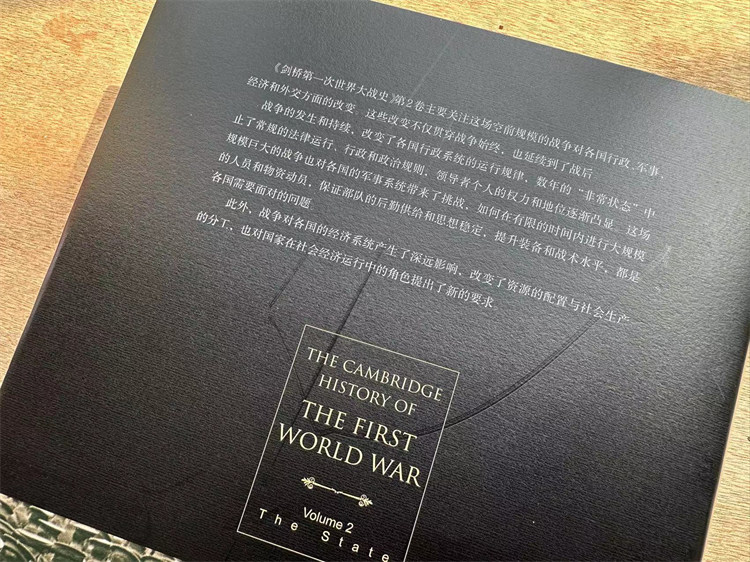 《剑桥第一次世界大战史》第2卷主要关注这场空前规模的战争对各国行政、军事、
经济和外交方面的改变。这些改变不仅贯穿战争始终，也延续到了战后。
战争的发生和持续，改变了各国行政系统的运行规律，数年的“非常状态”中
止了常规的法律运行、行政和政治规则，领导者个人的权力和地位逐渐凸显。这场
规模巨大的战争也对各国的军事系统带来了挑战，如何在有限的时间内进行大规模
的人员和物资动员，保证部队的后勤供给和思想稳定，提升装备和战术水平，都是
各国需要面对的问题。
此外，战争对各国的经济系统产生了深远影响，改变了资源的配置与社会生产
的分工，也对国家在社会经济运行中的角色提出了新的要求。
THE CAMBRIDGE
HISTORY OF
THE FIRST
WORLD WAR
Volume 2
The State